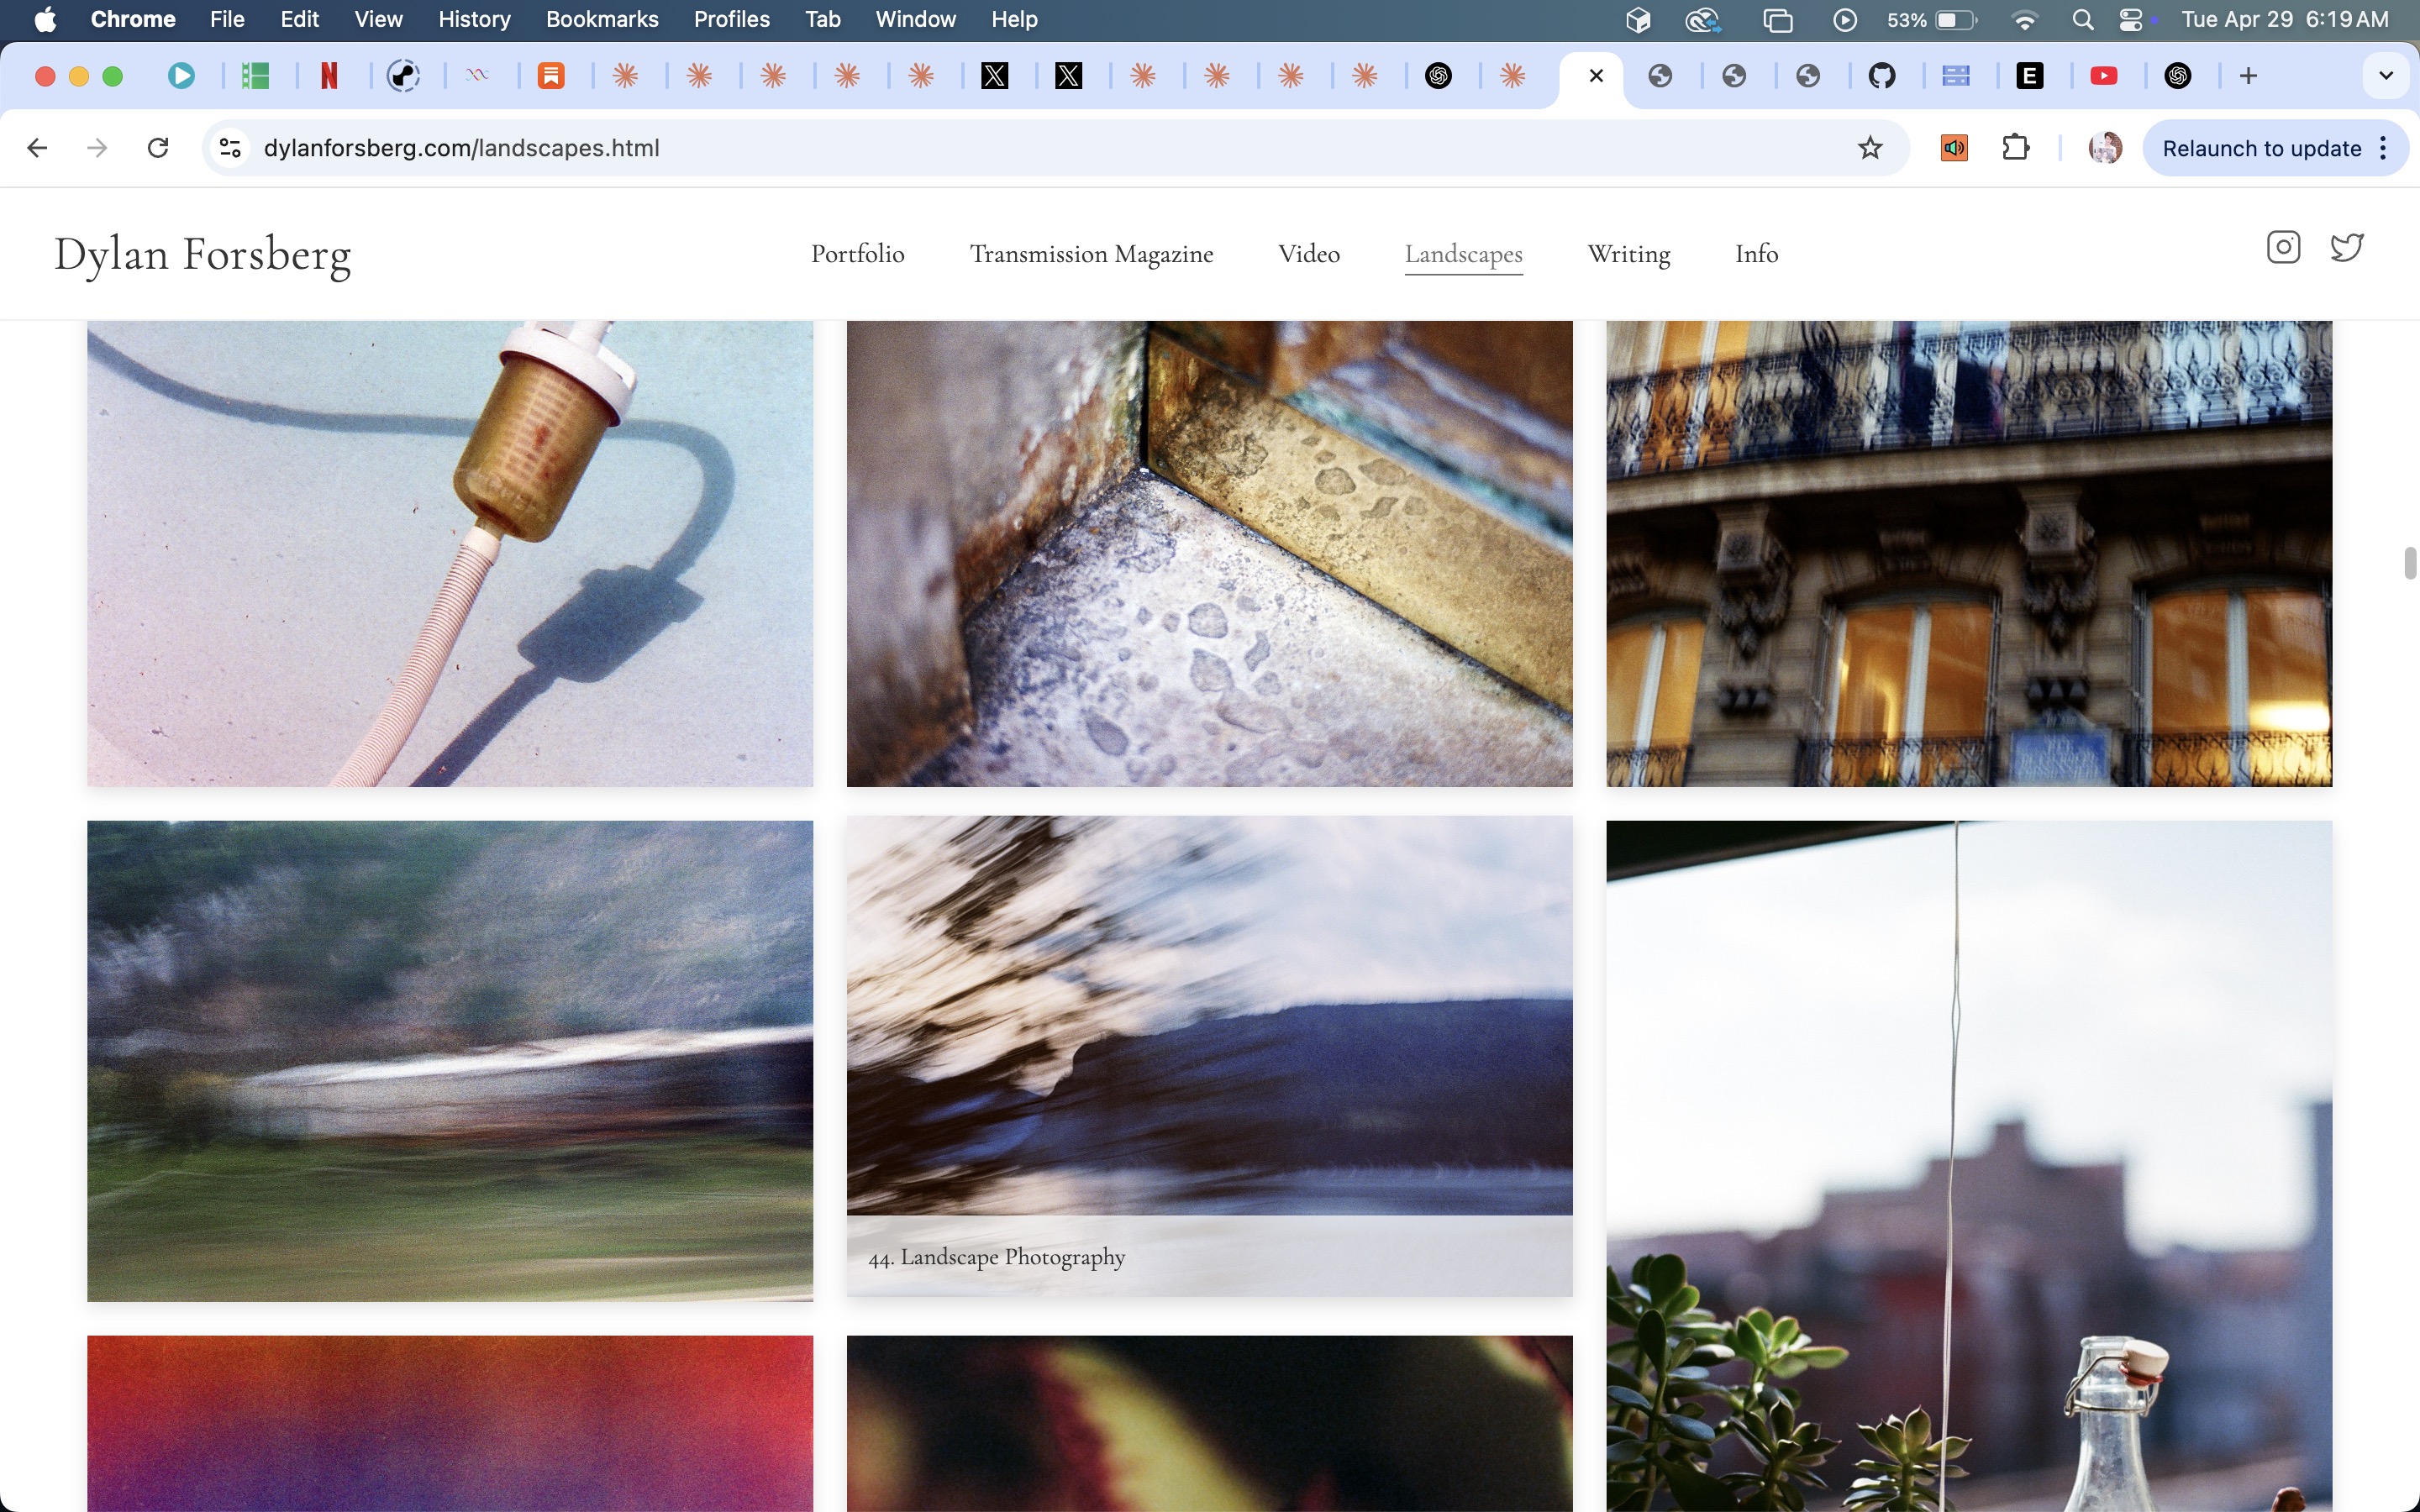 Chrome File Edit View History Bookmarks Profiles Tab Window Help 53% Tue Apr 29 6:19 AM
dylanforsberg.com/landscapes.html Relaunch to update
Dylan Forsberg Portfolio Transmission Magazine Video Landscapes Writing Info
44. Landscape Photography